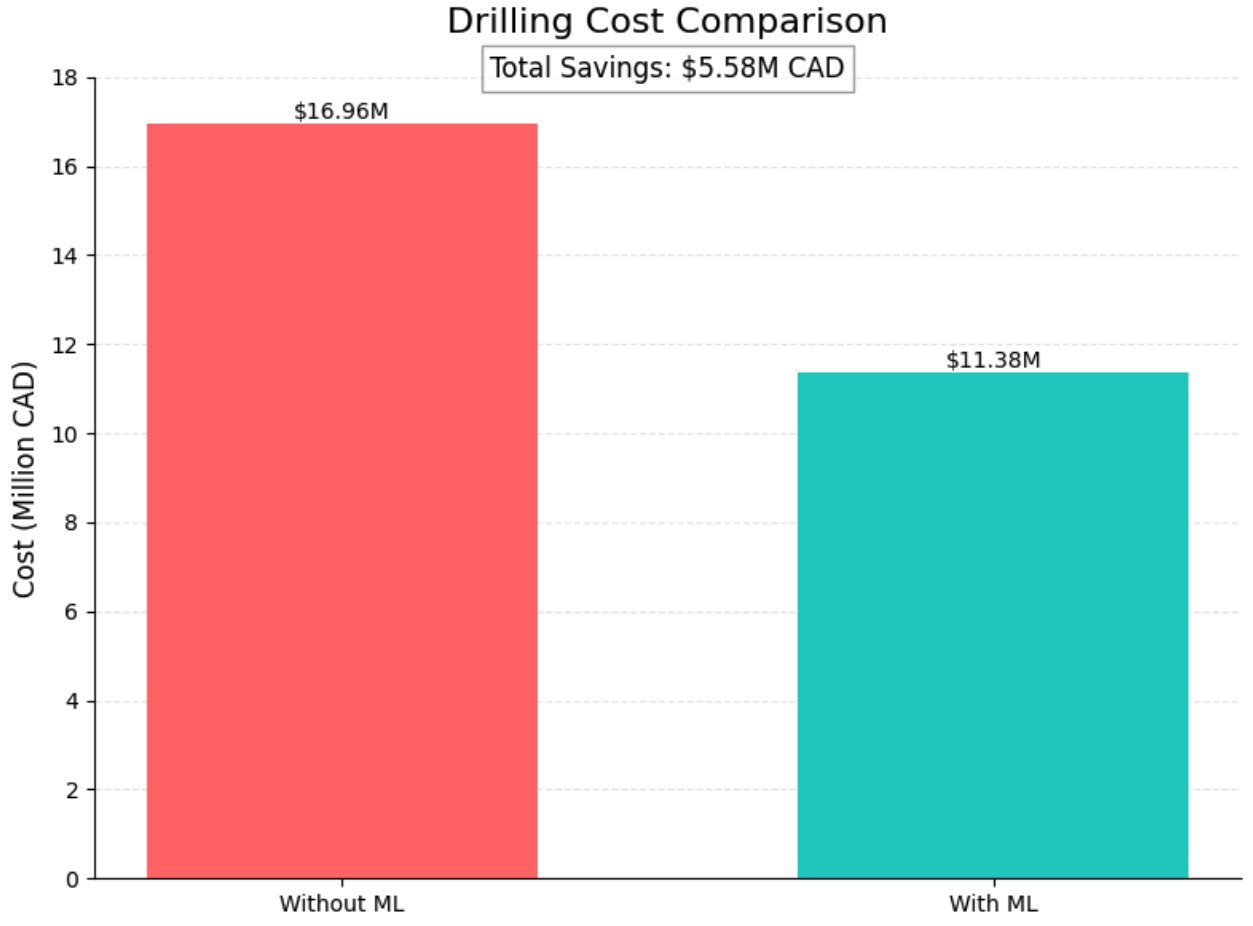 Drilling Cost Comparison
Total Savings: $5.58M CAD
18
16
14
12
10
8
6
4
2
0
Cost (Million CAD)
$16.96M
$11.38M
Without ML
With ML